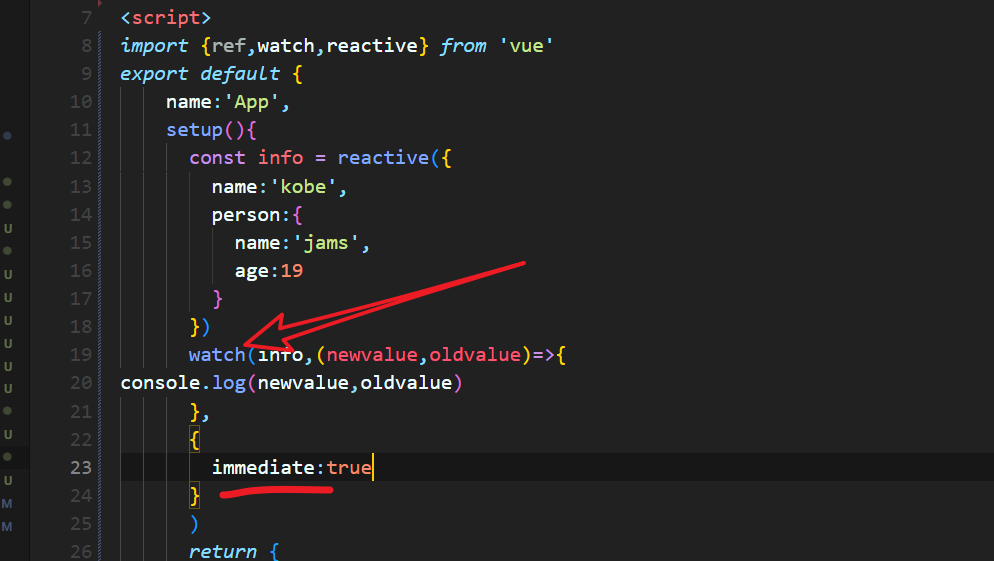 7 <script>
8 import {ref,watch,reactive} from 'vue'
9 export default {
10 name:'App',
11 setup(){
12 const info = reactive({
13 name:'kobe',
14 person:{
15 name:'jams',
U 16 age:19
17 }
U 18 })
U 19 watch(info,(newvalue,oldvalue)=>{
U 20 console.log(newvalue,oldvalue)
U 21 },
U 22 {
U 23 immediate:true
U 24 }
M 25 )
M 26 return {